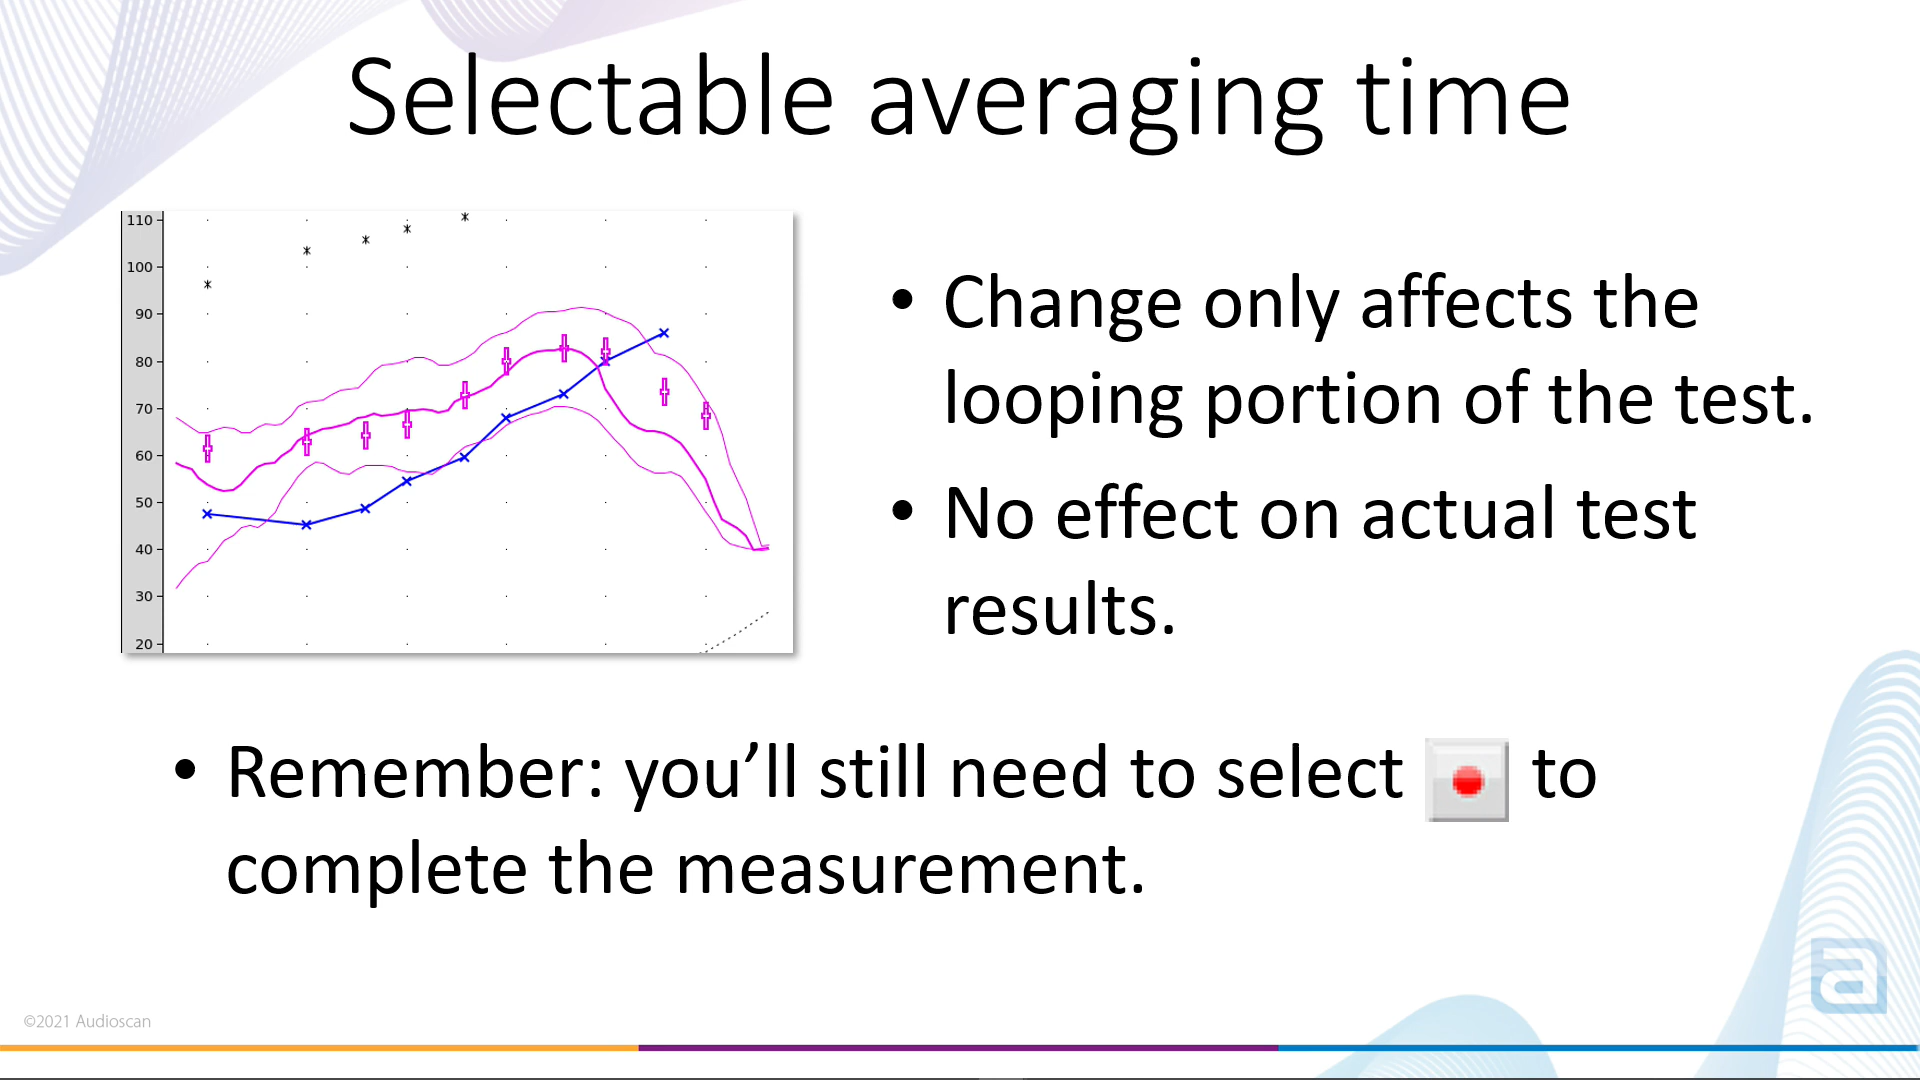 Selectable averaging time
110
100
90
80
70
60
50
40
30
20
• Change only affects the
looping portion of the test.
• No effect on actual test
results.
• Remember: you’ll still need to select to
complete the measurement.
a
©2021 Audioscan